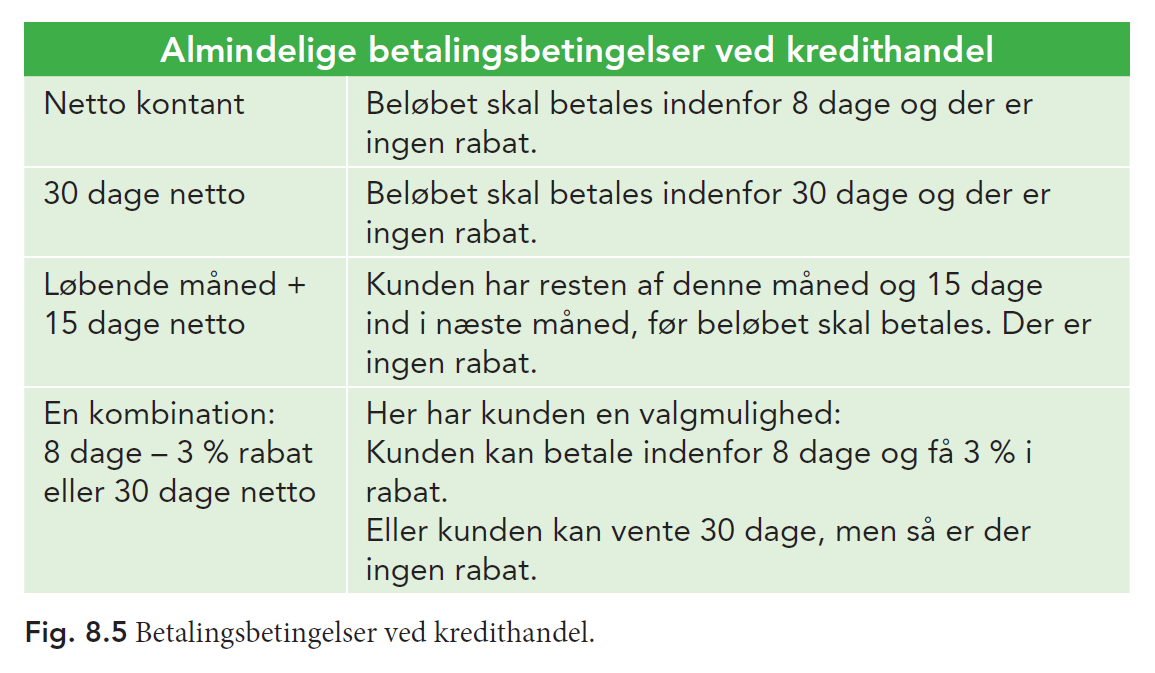 Almindelige betalingsbetingelser ved kredithandel
Netto kontant
Beløbet skal betales indenfor 8 dage og der er
ingen rabat.
30 dage netto
Beløbet skal betales indenfor 30 dage og der er
ingen rabat.
Løbende måned +
15 dage netto
Kunden har resten af denne måned og 15 dage
ind i næste måned, før beløbet skal betales. Der er
ingen rabat.
En kombination:
8 dage – 3 % rabat
eller 30 dage netto
Her har kunden en valgmulighed:
Kunden kan betale indenfor 8 dage og få 3 % i
rabat.
Eller kunden kan vente 30 dage, men så er der
ingen rabat.
Fig. 8.5 Betalingsbetingelser ved kredithandel.